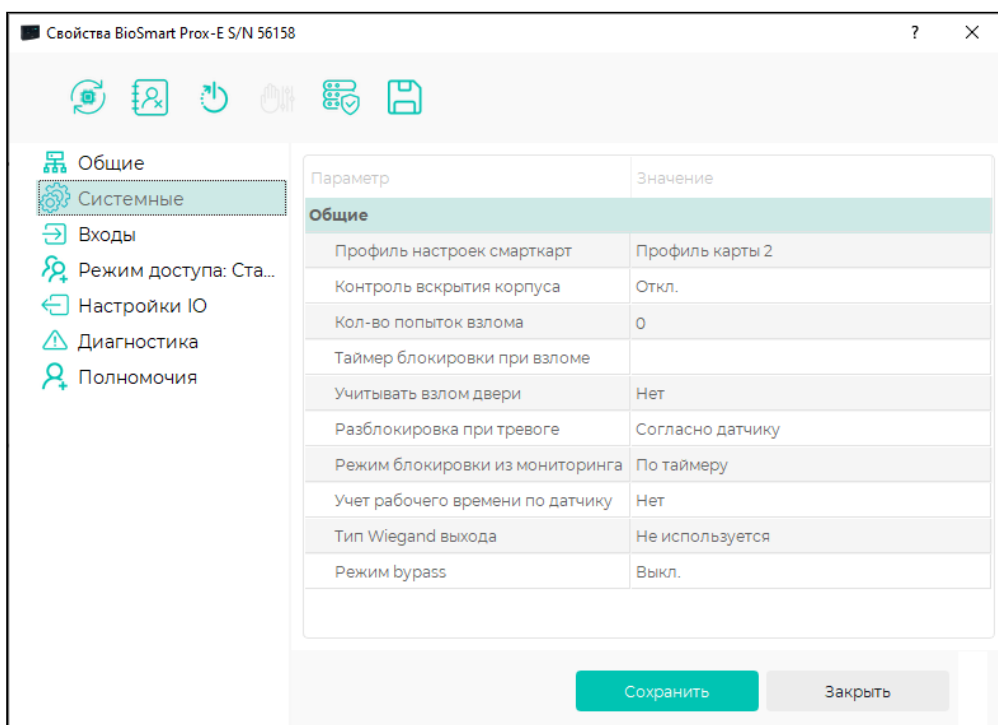 Свойства BioSmart Prox-E S/N 56158
?
Общие
Системные
Входы
Режим доступа: Ста...
Настройки IO
Диагностика
Полномочия
Параметр Значение
Общие
Профиль настроек смарткарт Профиль карты 2
Контроль вскрытия корпуса Откл.
Кол-во попыток взлома 0
Таймер блокировки при взломе
Учитывать взлом двери Нет
Разблокировка при тревоге Согласно датчику
Режим блокировки из мониторинга По таймеру
Учет рабочего времени по датчику Нет
Тип Wiegand выхода Не используется
Режим bypass Выкл.
Сохранить Закрыть